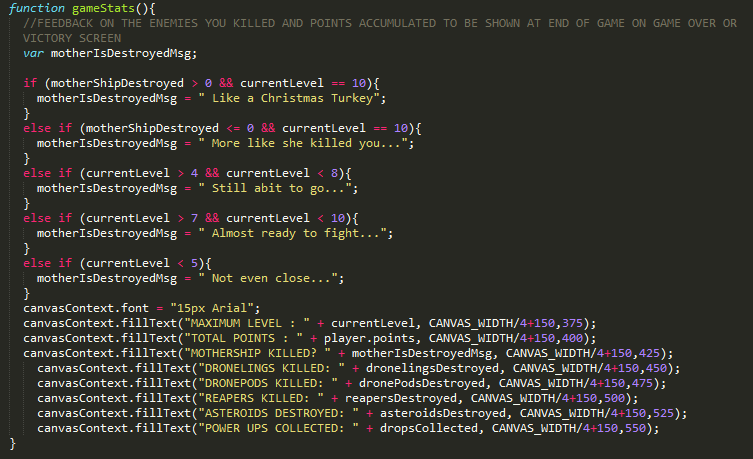 function gameStats(){
//FEEDBACK ON THE ENEMIES YOU KILLED AND POINTS ACCUMULATED TO BE SHOWN AT END OF GAME ON GAME OVER OR
VICTORY SCREEN
var motherIsDestroyedMsg;
if (motherShipDestroyed > 0 && currentLevel == 10){
motherIsDestroyedMsg = " Like a Christmas Turkey";
}
else if (motherShipDestroyed <= 0 && currentLevel == 10){
motherIsDestroyedMsg = " More like she killed you...";
}
else if (currentLevel > 4 && currentLevel < 8){
motherIsDestroyedMsg = " Still abit to go...";
}
else if (currentLevel > 7 && currentLevel < 10){
motherIsDestroyedMsg = " Almost ready to fight...";
}
else if (currentLevel < 5){
motherIsDestroyedMsg = " Not even close...";
}
canvasContext.font = "15px Arial";
canvasContext.fillText("MAXIMUM LEVEL : " + currentLevel, CANVAS_WIDTH/4+150,375);
canvasContext.fillText("TOTAL POINTS : " + player.points, CANVAS_WIDTH/4+150,400);
canvasContext.fillText("MOTHERSHIP KILLED? " + motherIsDestroyedMsg, CANVAS_WIDTH/4+150,425);
canvasContext.fillText("DRONELINGS KILLED: " + dronelingsDestroyed, CANVAS_WIDTH/4+150,450);
canvasContext.fillText("DRONEPODS KILLED: " + dronePodsDestroyed, CANVAS_WIDTH/4+150,475);
canvasContext.fillText("REAPERS KILLED: " + reapersDestroyed, CANVAS_WIDTH/4+150,500);
canvasContext.fillText("ASTEROIDS DESTROYED: " + asteroidsDestroyed, CANVAS_WIDTH/4+150,525);
canvasContext.fillText("POWER UPS COLLECTED: " + dropsCollected, CANVAS_WIDTH/4+150,550);
}